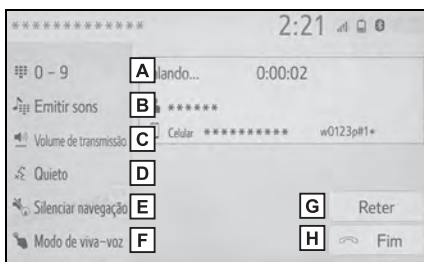 ************* 2:21
0 - 9 A lando... 0:00:02
Emitir sons B ******
Volume de transmissão C Celular ********** w0123p#1*
Quieto D
Silenciar navegação E G Reter
Modo de viva-voz F H Fim